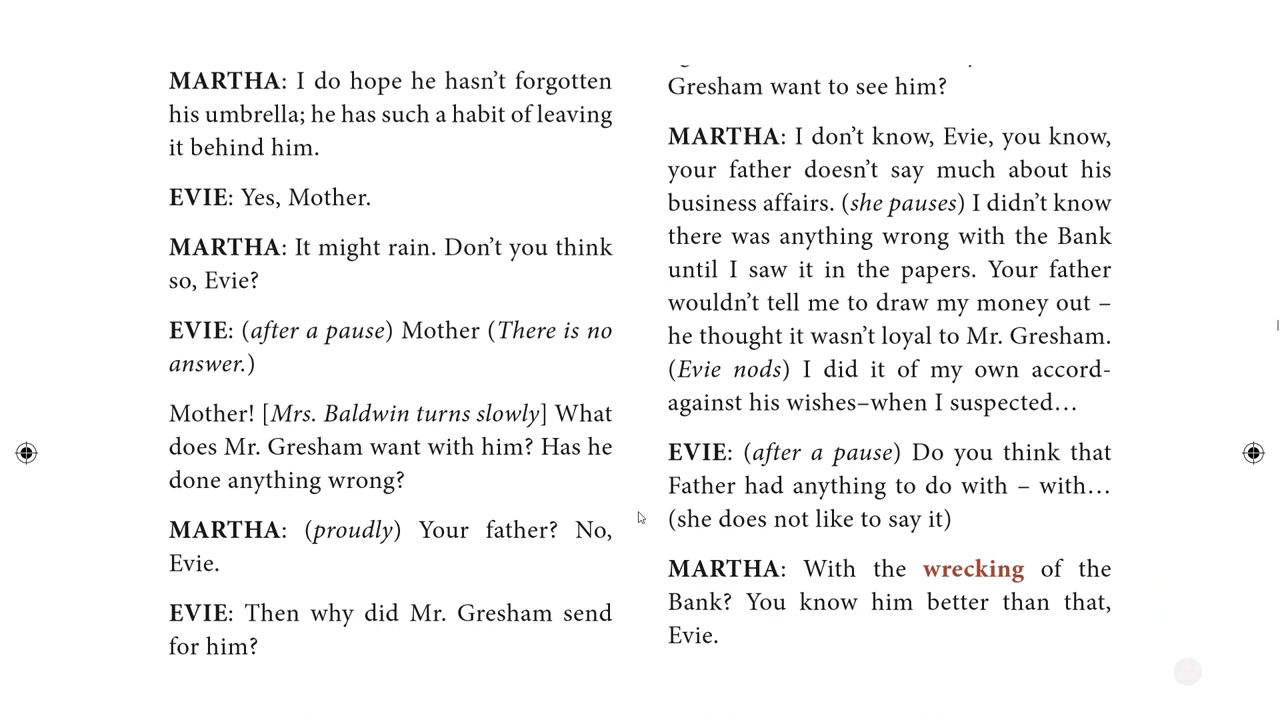 MARTHA: I do hope he hasn’t forgotten
his umbrella; he has such a habit of leaving
it behind him.
EVIE: Yes, Mother.
MARTHA: It might rain. Don’t you think
so, Evie?
EVIE: (after a pause) Mother (There is no
answer.)
Mother! [Mrs. Baldwin turns slowly] What
does Mr. Gresham want with him? Has he
done anything wrong?
MARTHA: (proudly) Your father? No,
Evie.
EVIE: Then why did Mr. Gresham send
for him?
Gresham want to see him?
MARTHA: I don’t know, Evie, you know,
your father doesn’t say much about his
business affairs. (she pauses) I didn’t know
there was anything wrong with the Bank
until I saw it in the papers. Your father
wouldn’t tell me to draw my money out –
he thought it wasn’t loyal to Mr. Gresham.
(Evie nods) I did it of my own accord-
against his wishes–when I suspected…
EVIE: (after a pause) Do you think that
Father had anything to do with – with…
(she does not like to say it)
MARTHA: With the wrecking of the
Bank? You know him better than that,
Evie.